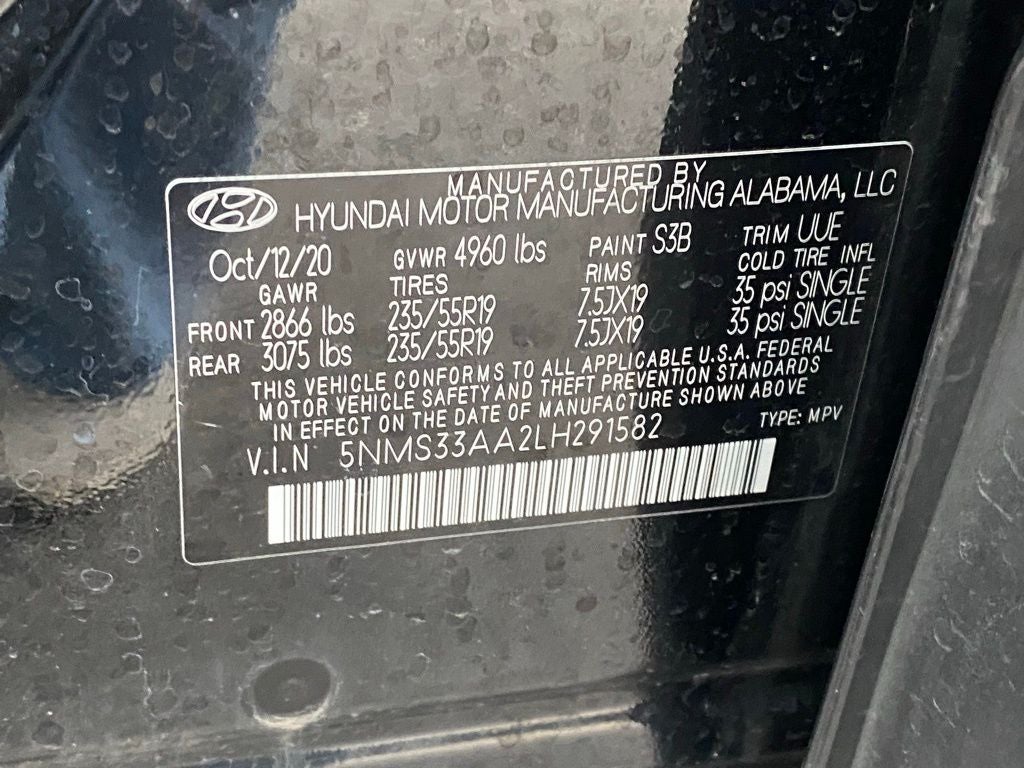 MANUFACTURED BY
HYUNDAI MOTOR MANUFACTURING ALABAMA, LLC
Oct/12/20 GVWR 4960 lbs PAINT S3B TRIM UUE
GAWR TIRES RIMS COLD TIRE INFL
FRONT 2866 lbs 235/55R19 7.5JX19 35 psi SINGLE
REAR 3075 lbs 235/55R19 7.5JX19 35 psi SINGLE
THIS VEHICLE CONFORMS TO ALL APPLICABLE U.S.A. FEDERAL
MOTOR VEHICLE SAFETY AND THEFT PREVENTION STANDARDS
IN EFFECT ON THE DATE OF MANUFACTURE SHOWN ABOVE
V.I.N 5NMS33AA2LH291582 TYPE: MPV